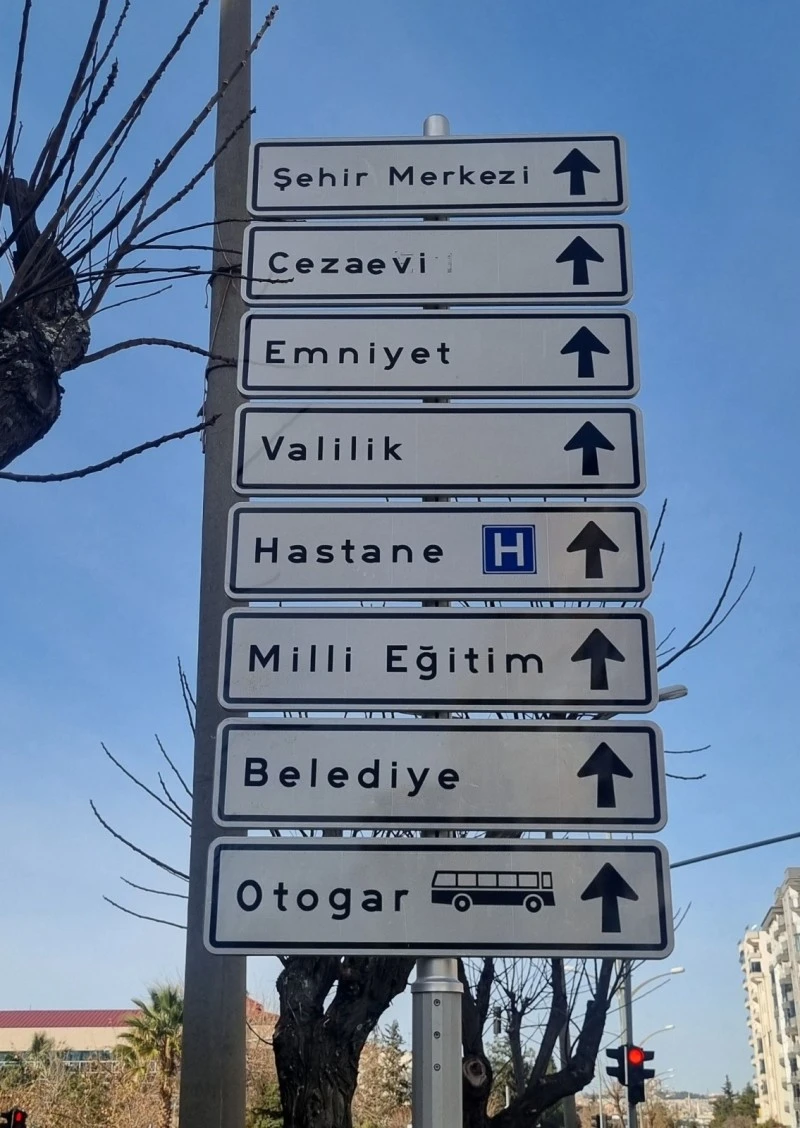 Şehir Merkezi
Cezaevi
Emniyet
Valilik
Hastane H
Milli Eğitim
Belediye
Otogar